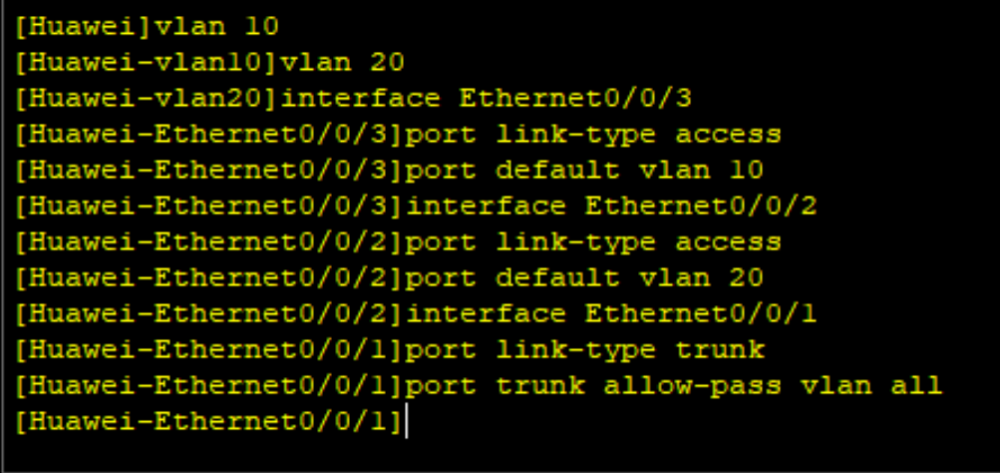 [Huawei]vlan 10
[Huawei-vlan10]vlan 20
[Huawei-vlan20]interface Ethernet0/0/3
[Huawei-Ethernet0/0/3]port link-type access
[Huawei-Ethernet0/0/3]port default vlan 10
[Huawei-Ethernet0/0/3]interface Ethernet0/0/2
[Huawei-Ethernet0/0/2]port link-type access
[Huawei-Ethernet0/0/2]port default vlan 20
[Huawei-Ethernet0/0/2]interface Ethernet0/0/1
[Huawei-Ethernet0/0/1]port link-type trunk
[Huawei-Ethernet0/0/1]port trunk allow-pass vlan all
[Huawei-Ethernet0/0/1]